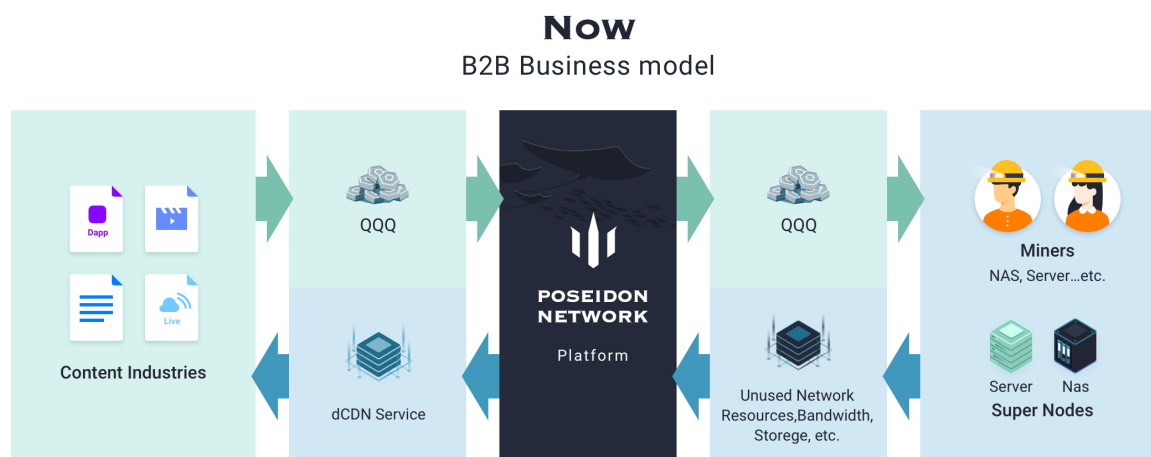 Now
B2B Business model
Dapp
Live
Content Industries
QQQ
dCDN Service
POSEIDON
NETWORK
Platform
QQQ
Unused Network
Resources,Bandwidth,
Storege, etc.
Miners
NAS, Server...etc.
Server
Nas
Super Nodes